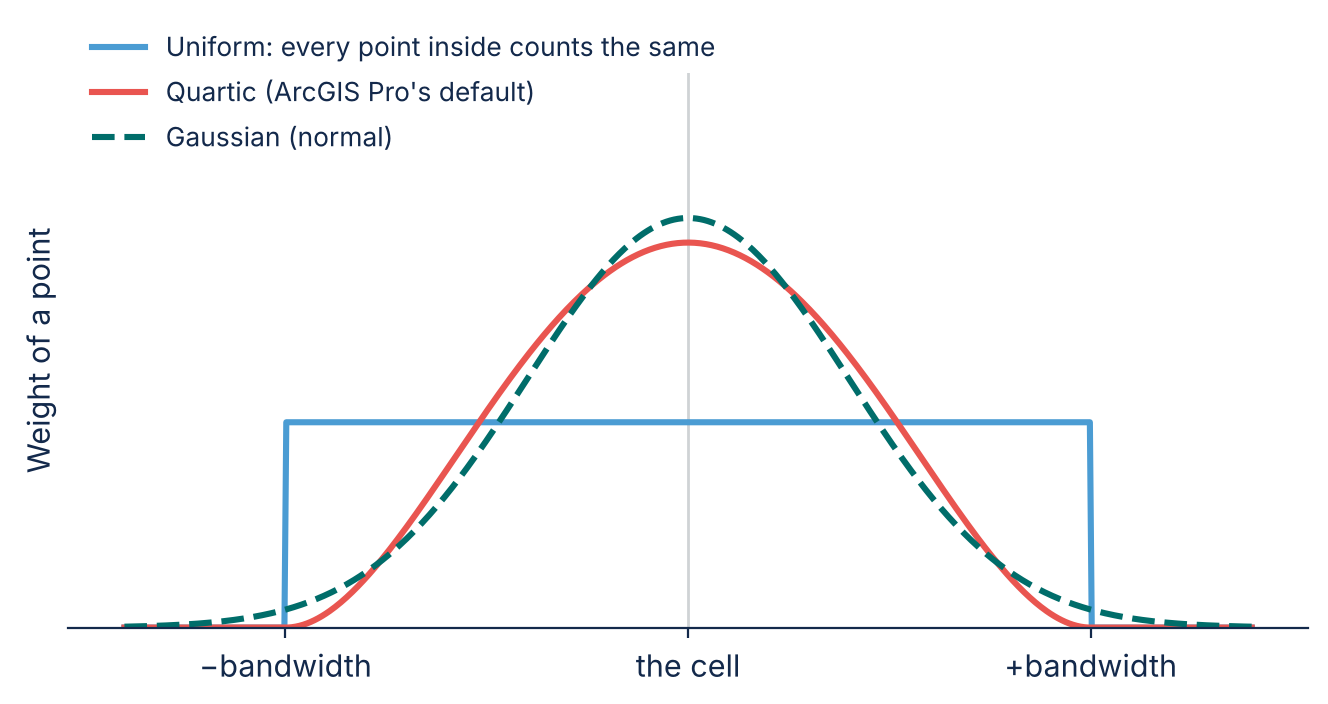 Uniform: every point inside counts the same
Quartic (ArcGIS Pro's default)
Gaussian (normal)
Weight of a point
−bandwidth
the cell
+bandwidth